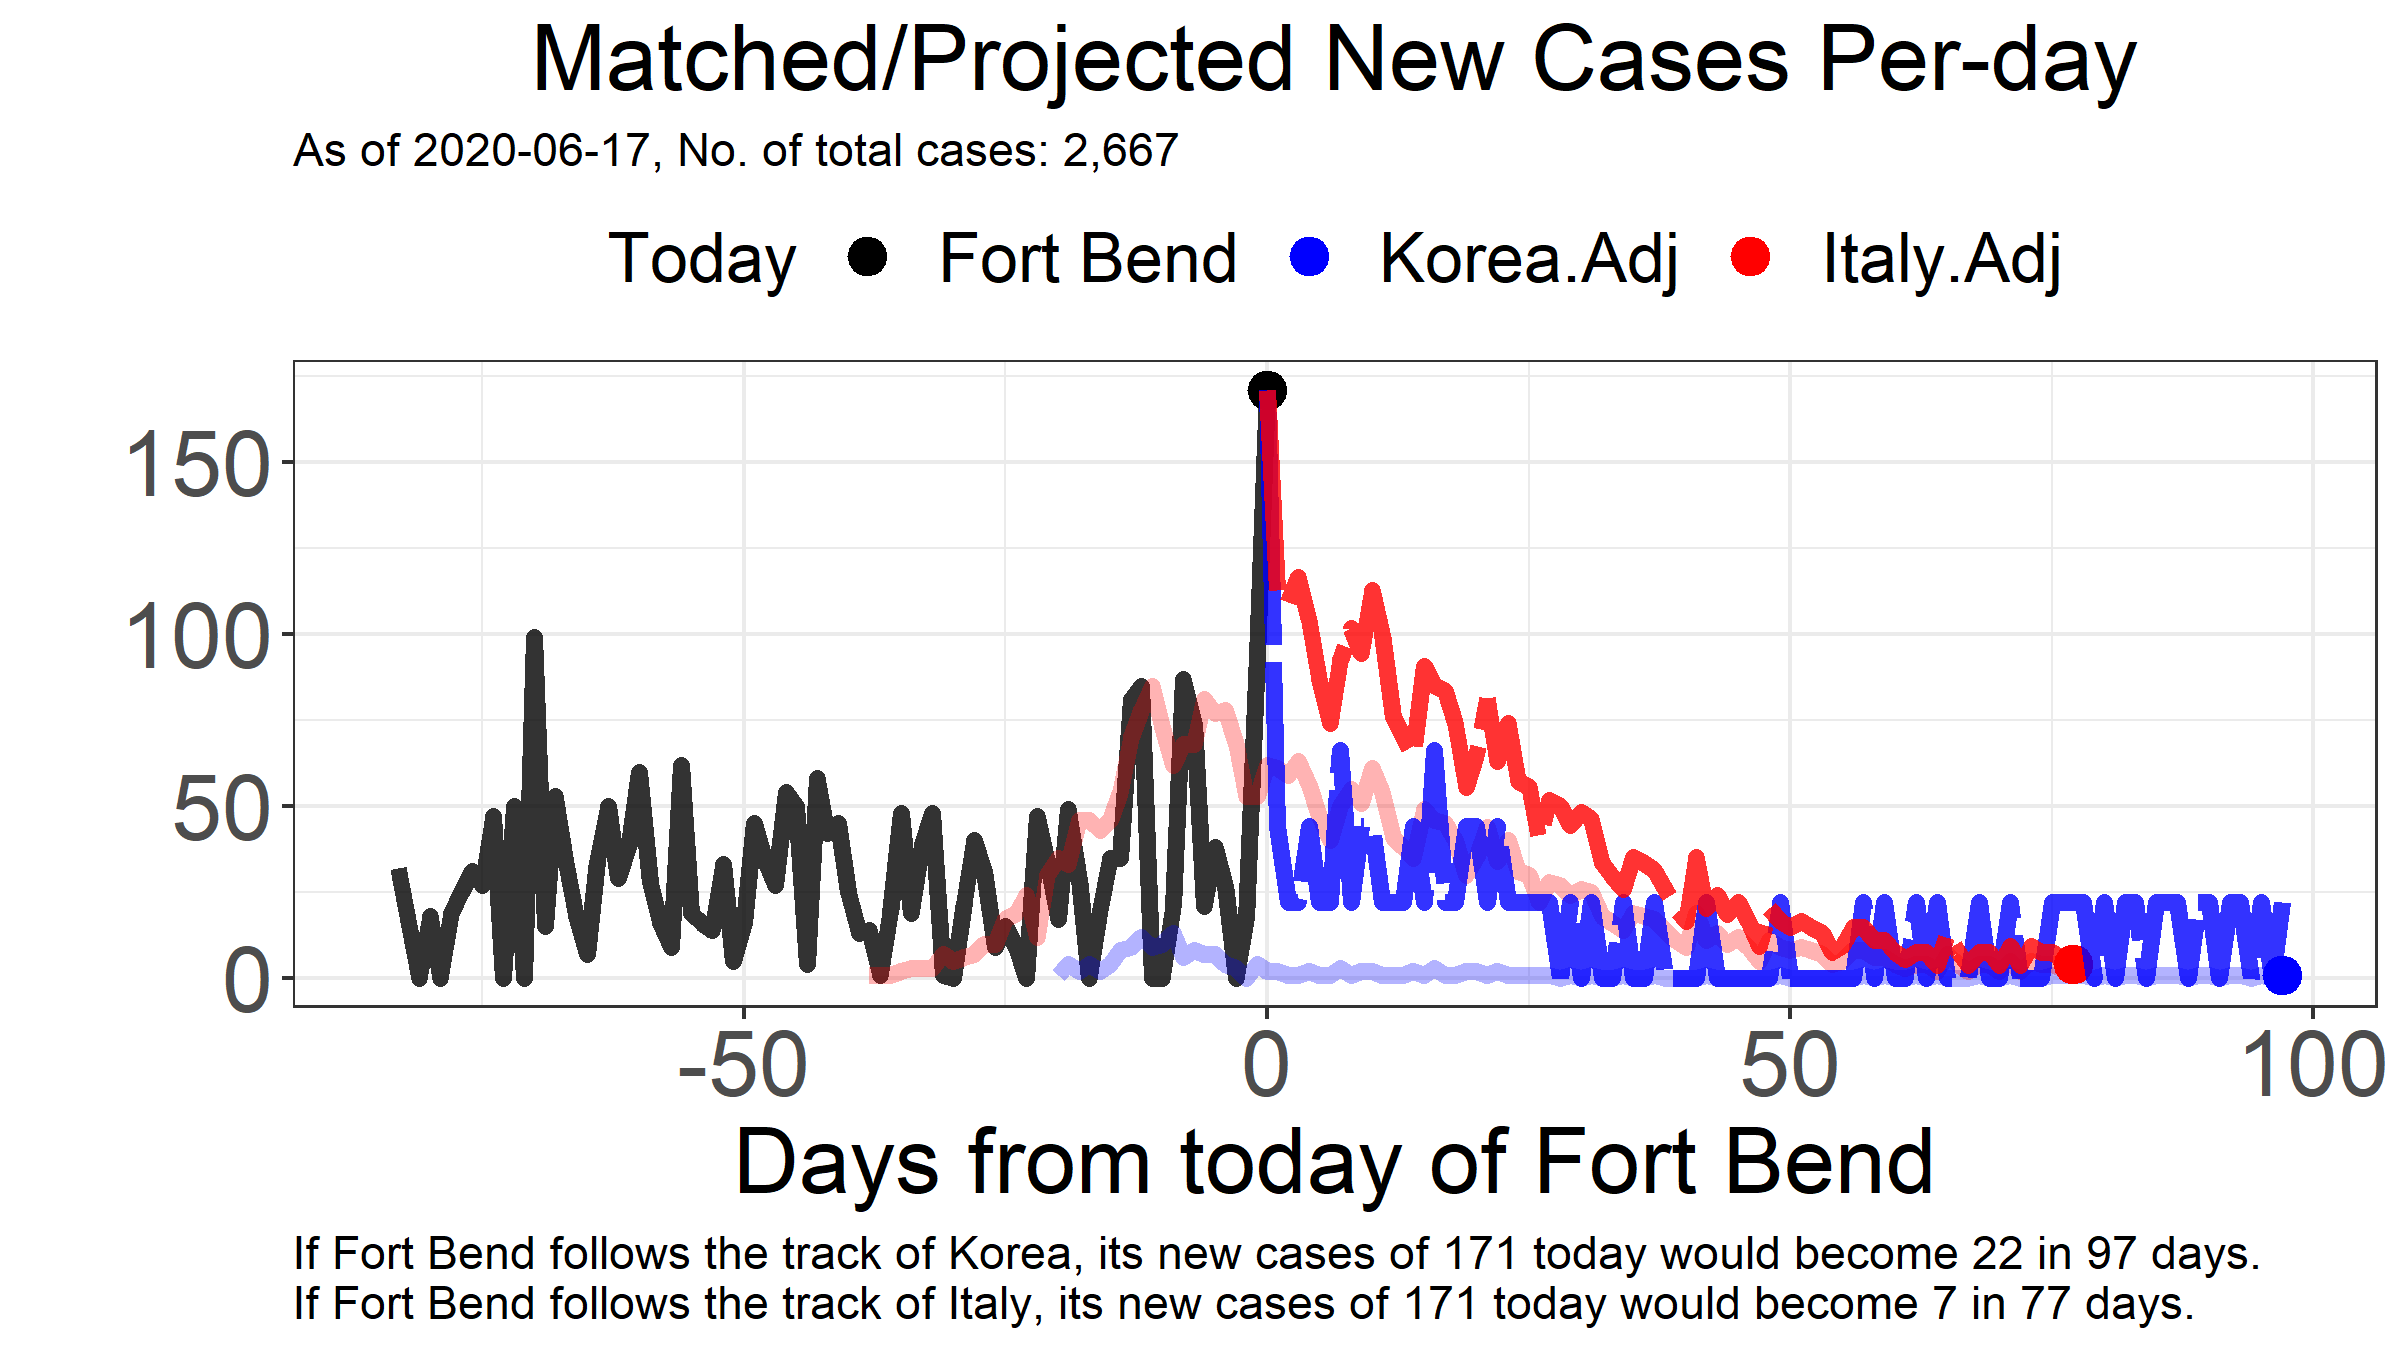 Matched/Projected New Cases Per-day
As of 2020-06-17, No. of total cases: 2,667
Today Fort Bend Korea.Adj Italy.Adj
150
100
50
0
-50 0 50 100
Days from today of Fort Bend
If Fort Bend follows the track of Korea, its new cases of 171 today would become 22 in 97 days.
If Fort Bend follows the track of Italy, its new cases of 171 today would become 7 in 77 days.